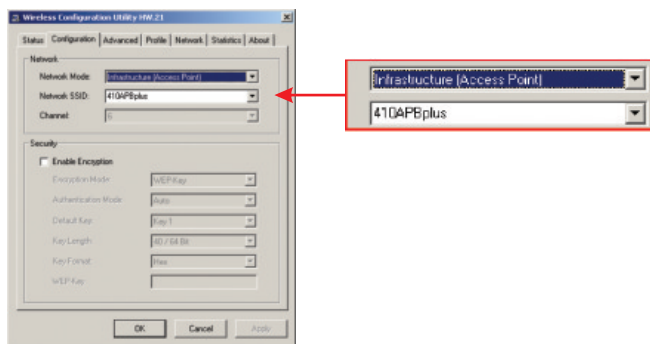 Wireless Configuration Utility HW.21
Status Configuration Advanced Profile Network Statistics About
Network
Network Mode: Infrastructure (Access Point)
Network SSID: 410APBplus
Channel: 6
Security
Enable Encryption
Encryption Mode: WEP Key
Authentication Mode: Auto
Default Key: Key 1
Key Length: 40 / 64 Bit
Key Format: Hex
WEP Key:
OK Cancel Apply
Infrastructure (Access Point)
410APBplus